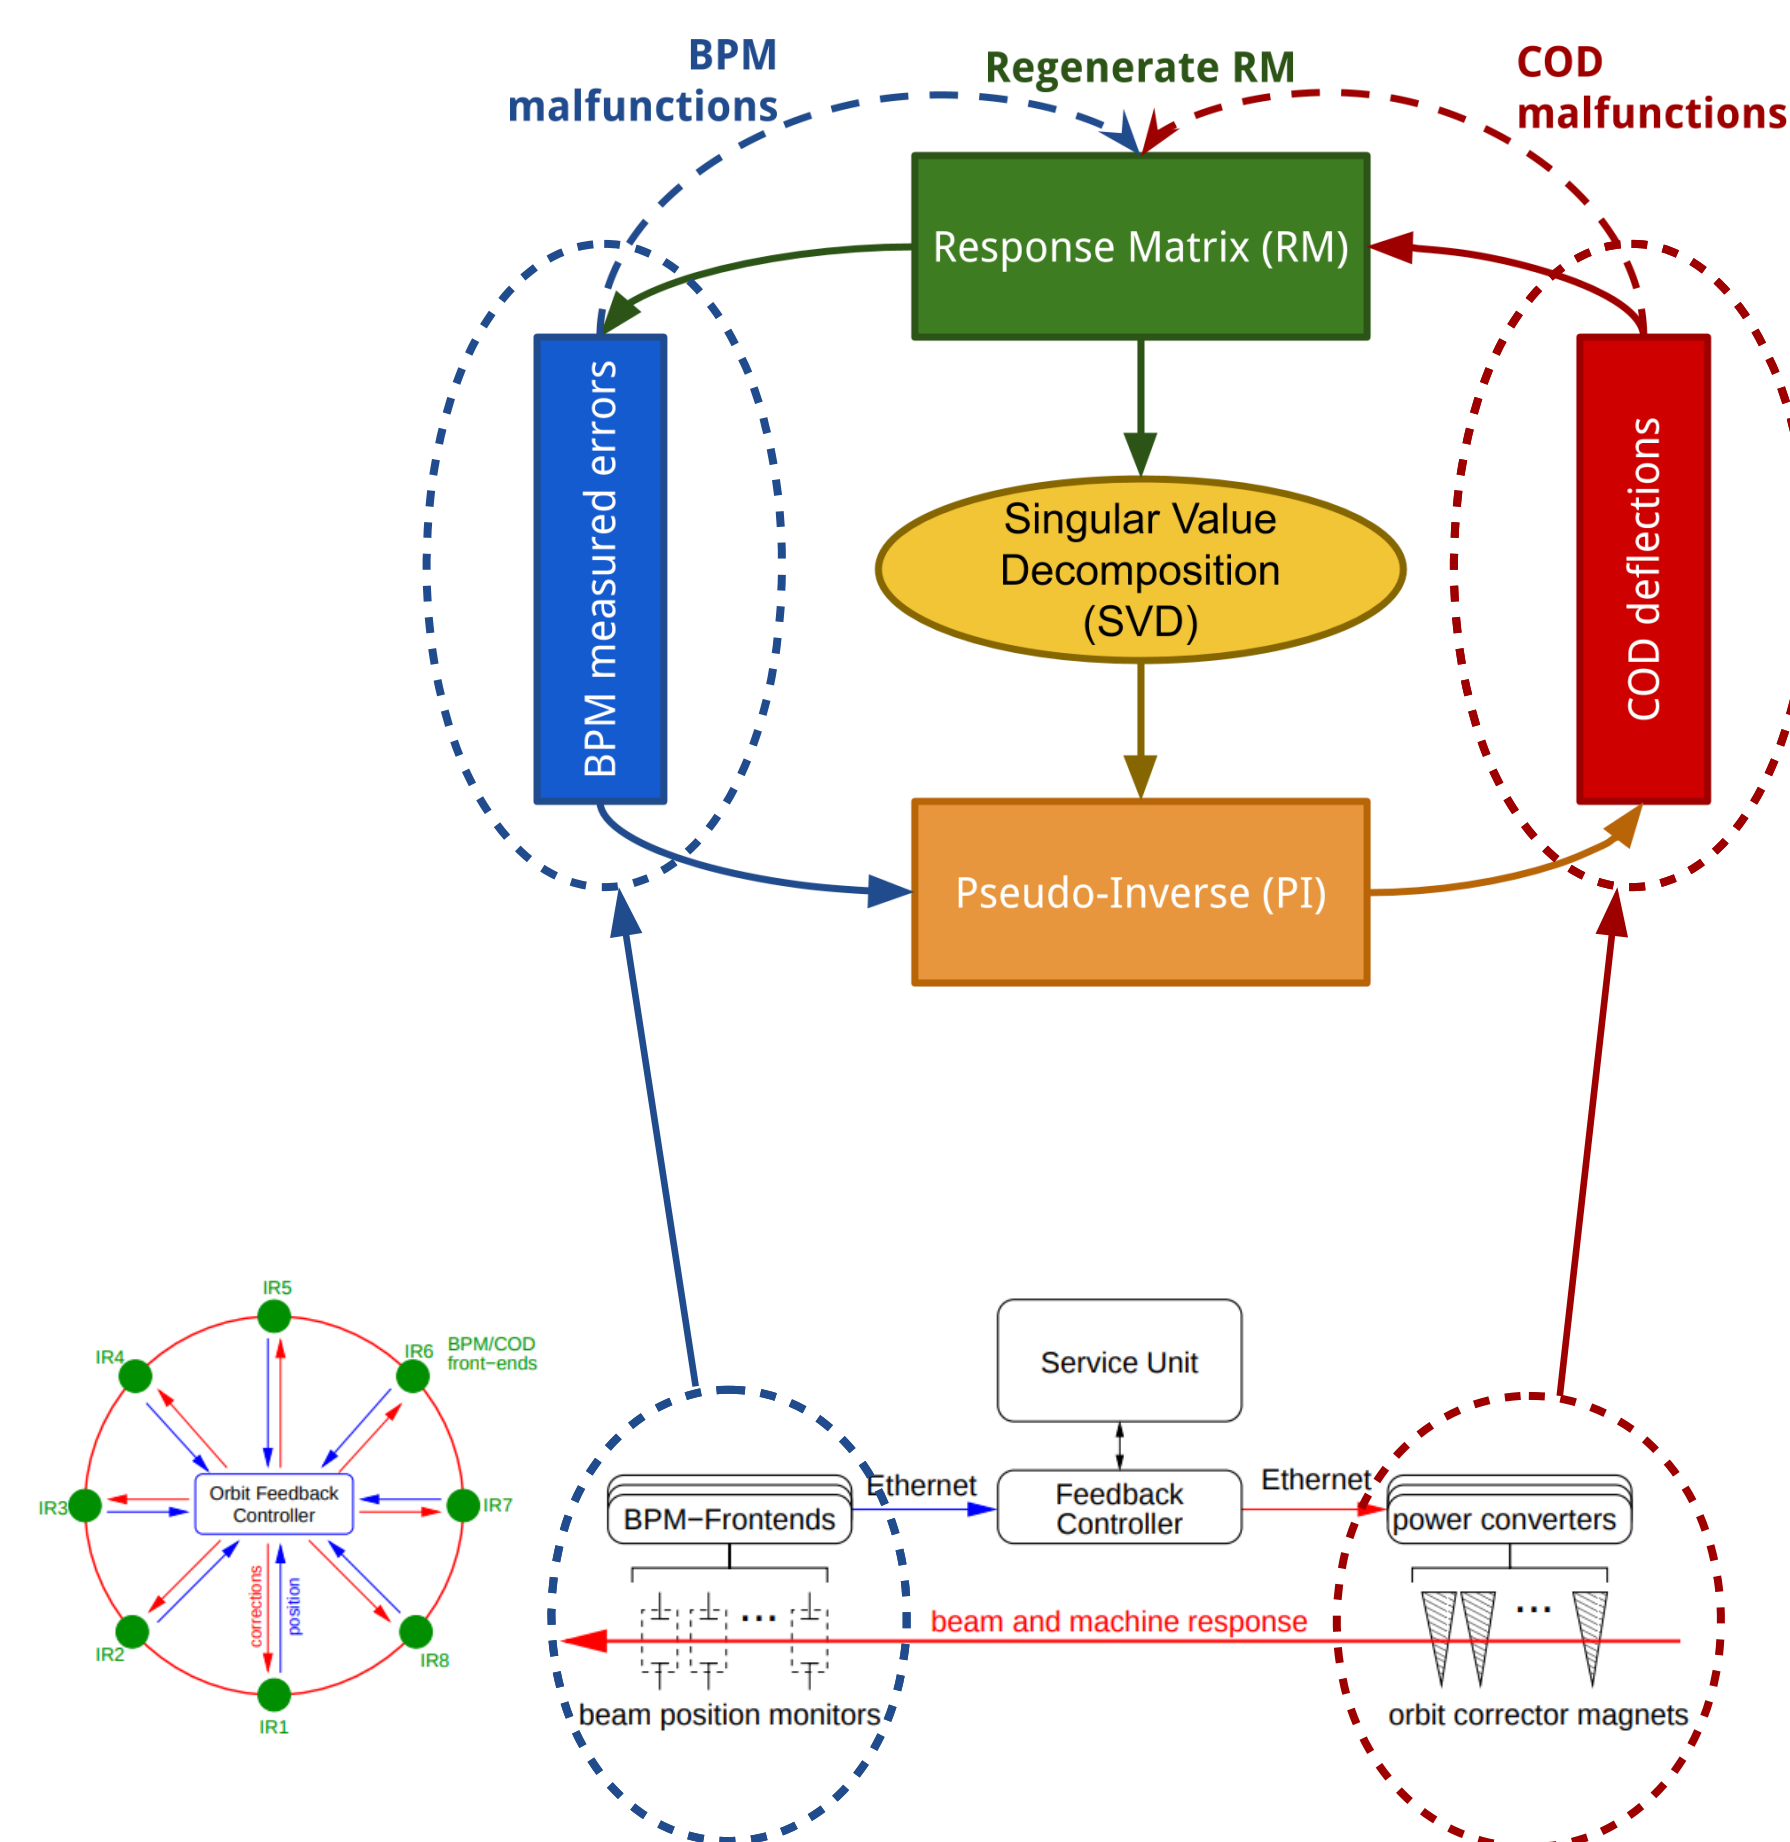 BPM
malfunctions
Regenerate RM
COD
malfunctions
Response Matrix (RM)
BPM measured errors
Singular Value
Decomposition
(SVD)
COD deflections
Pseudo-Inverse (PI)
IR5
IR4
IR6
BPM/COD
front−ends
IR3
Orbit Feedback
Controller
IR7
corrections
position
IR2
IR8
IR1
Service Unit
Ethernet
Feedback
Controller
Ethernet
BPM−Frontends
power converters
beam and machine response
beam position monitors
orbit corrector magnets